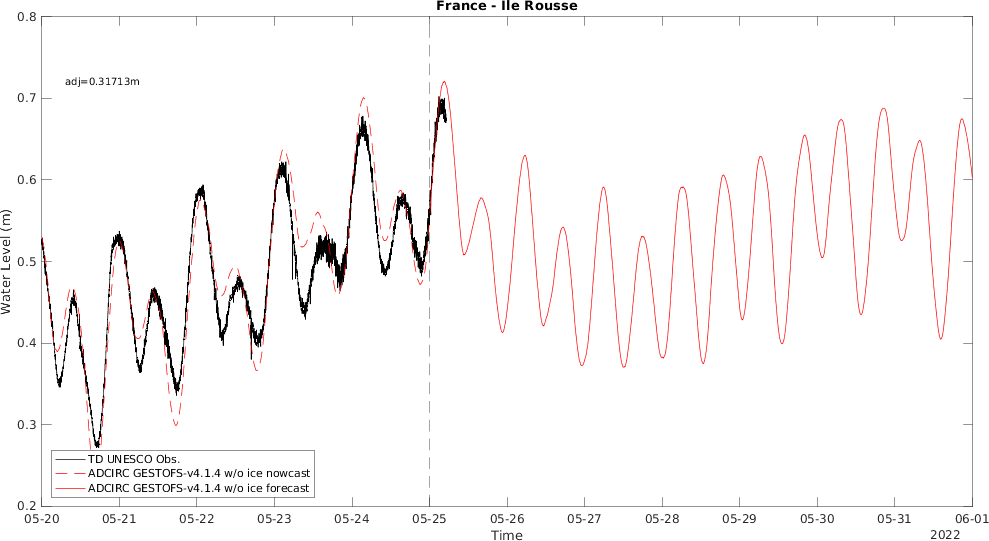 France - Ile Rousse
0.8
0.7
0.6
0.5
0.4
0.3
0.2
Water Level (m)
adj=0.31713m
TD UNESCO Obs.
ADCIRC GESTOFS-v4.1.4 w/o ice nowcast
ADCIRC GESTOFS-v4.1.4 w/o ice forecast
05-20 05-21 05-22 05-23 05-24 05-25 05-26 05-27 05-28 05-29 05-30 05-31 06-01
Time
2022